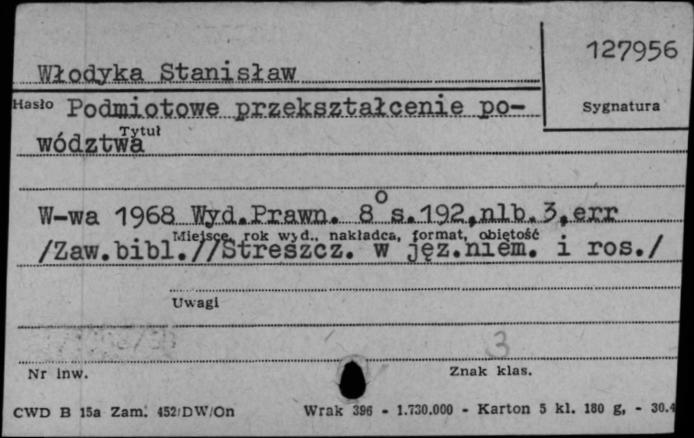 127956
Włodyka Stanisław
Hasło Podmiotowe przekształcenie po-
Sygnatura
Tytuł
wództwa
W-wa 1968 Wyd.Prawn. 8° s.192,nlb.3,err
Miejsce, rok wyd., nakładca, format, objętość
/Zaw.bibl.//Streszcz. w jęz.niem. i ros./
Uwagi
3
Nr inw.
Znak klas.
CWD B 15a Zam. 452/DW/On Wrak 396 - 1.730.000 - Karton 5 kl. 180 g, - 30.4